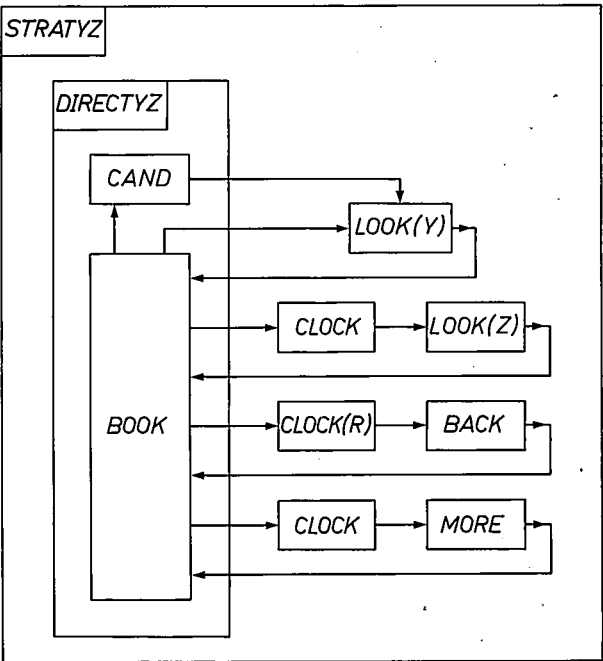 STRATYZ
DIRECTYZ
CAND
LOOK(Y)
CLOCK
LOOK(Z)
BOOK
CLOCK(R)
BACK
CLOCK
MORE